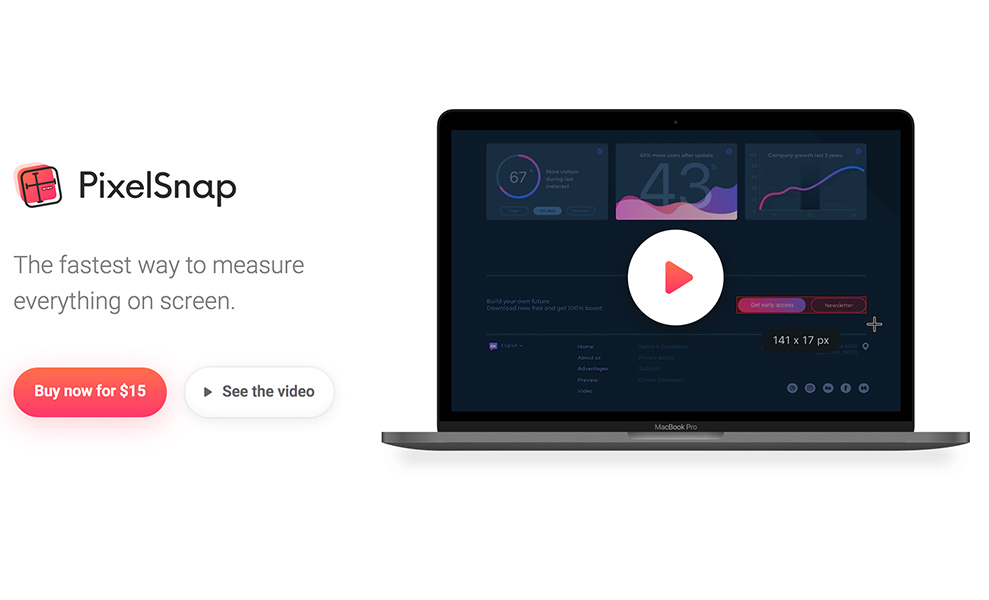 PixelSnap
The fastest way to measure
everything on screen.
Buy now for $15
See the video
67
More visitors
during last
43% more users after update.
43
Company growth last 3 years.
Build your own future.
Download now free and get 100% boost!
Get early access
Newsletter
141 x 17 px
English
Home
About us
Advantages
Preview
Video
Terms & Conditions
Privacy policy
Support
MacBook Pro